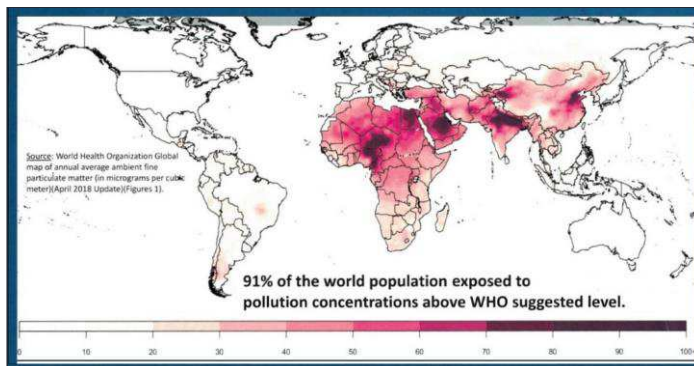 Source: World Health Organization Global
map of annual average ambient fine
particulate matter (in micrograms per cubic
meter)(April 2018 Update)(Figures 1).
91% of the world population exposed to
pollution concentrations above WHO suggested level.
0 10 20 30 40 50 60 70 80 90 100+